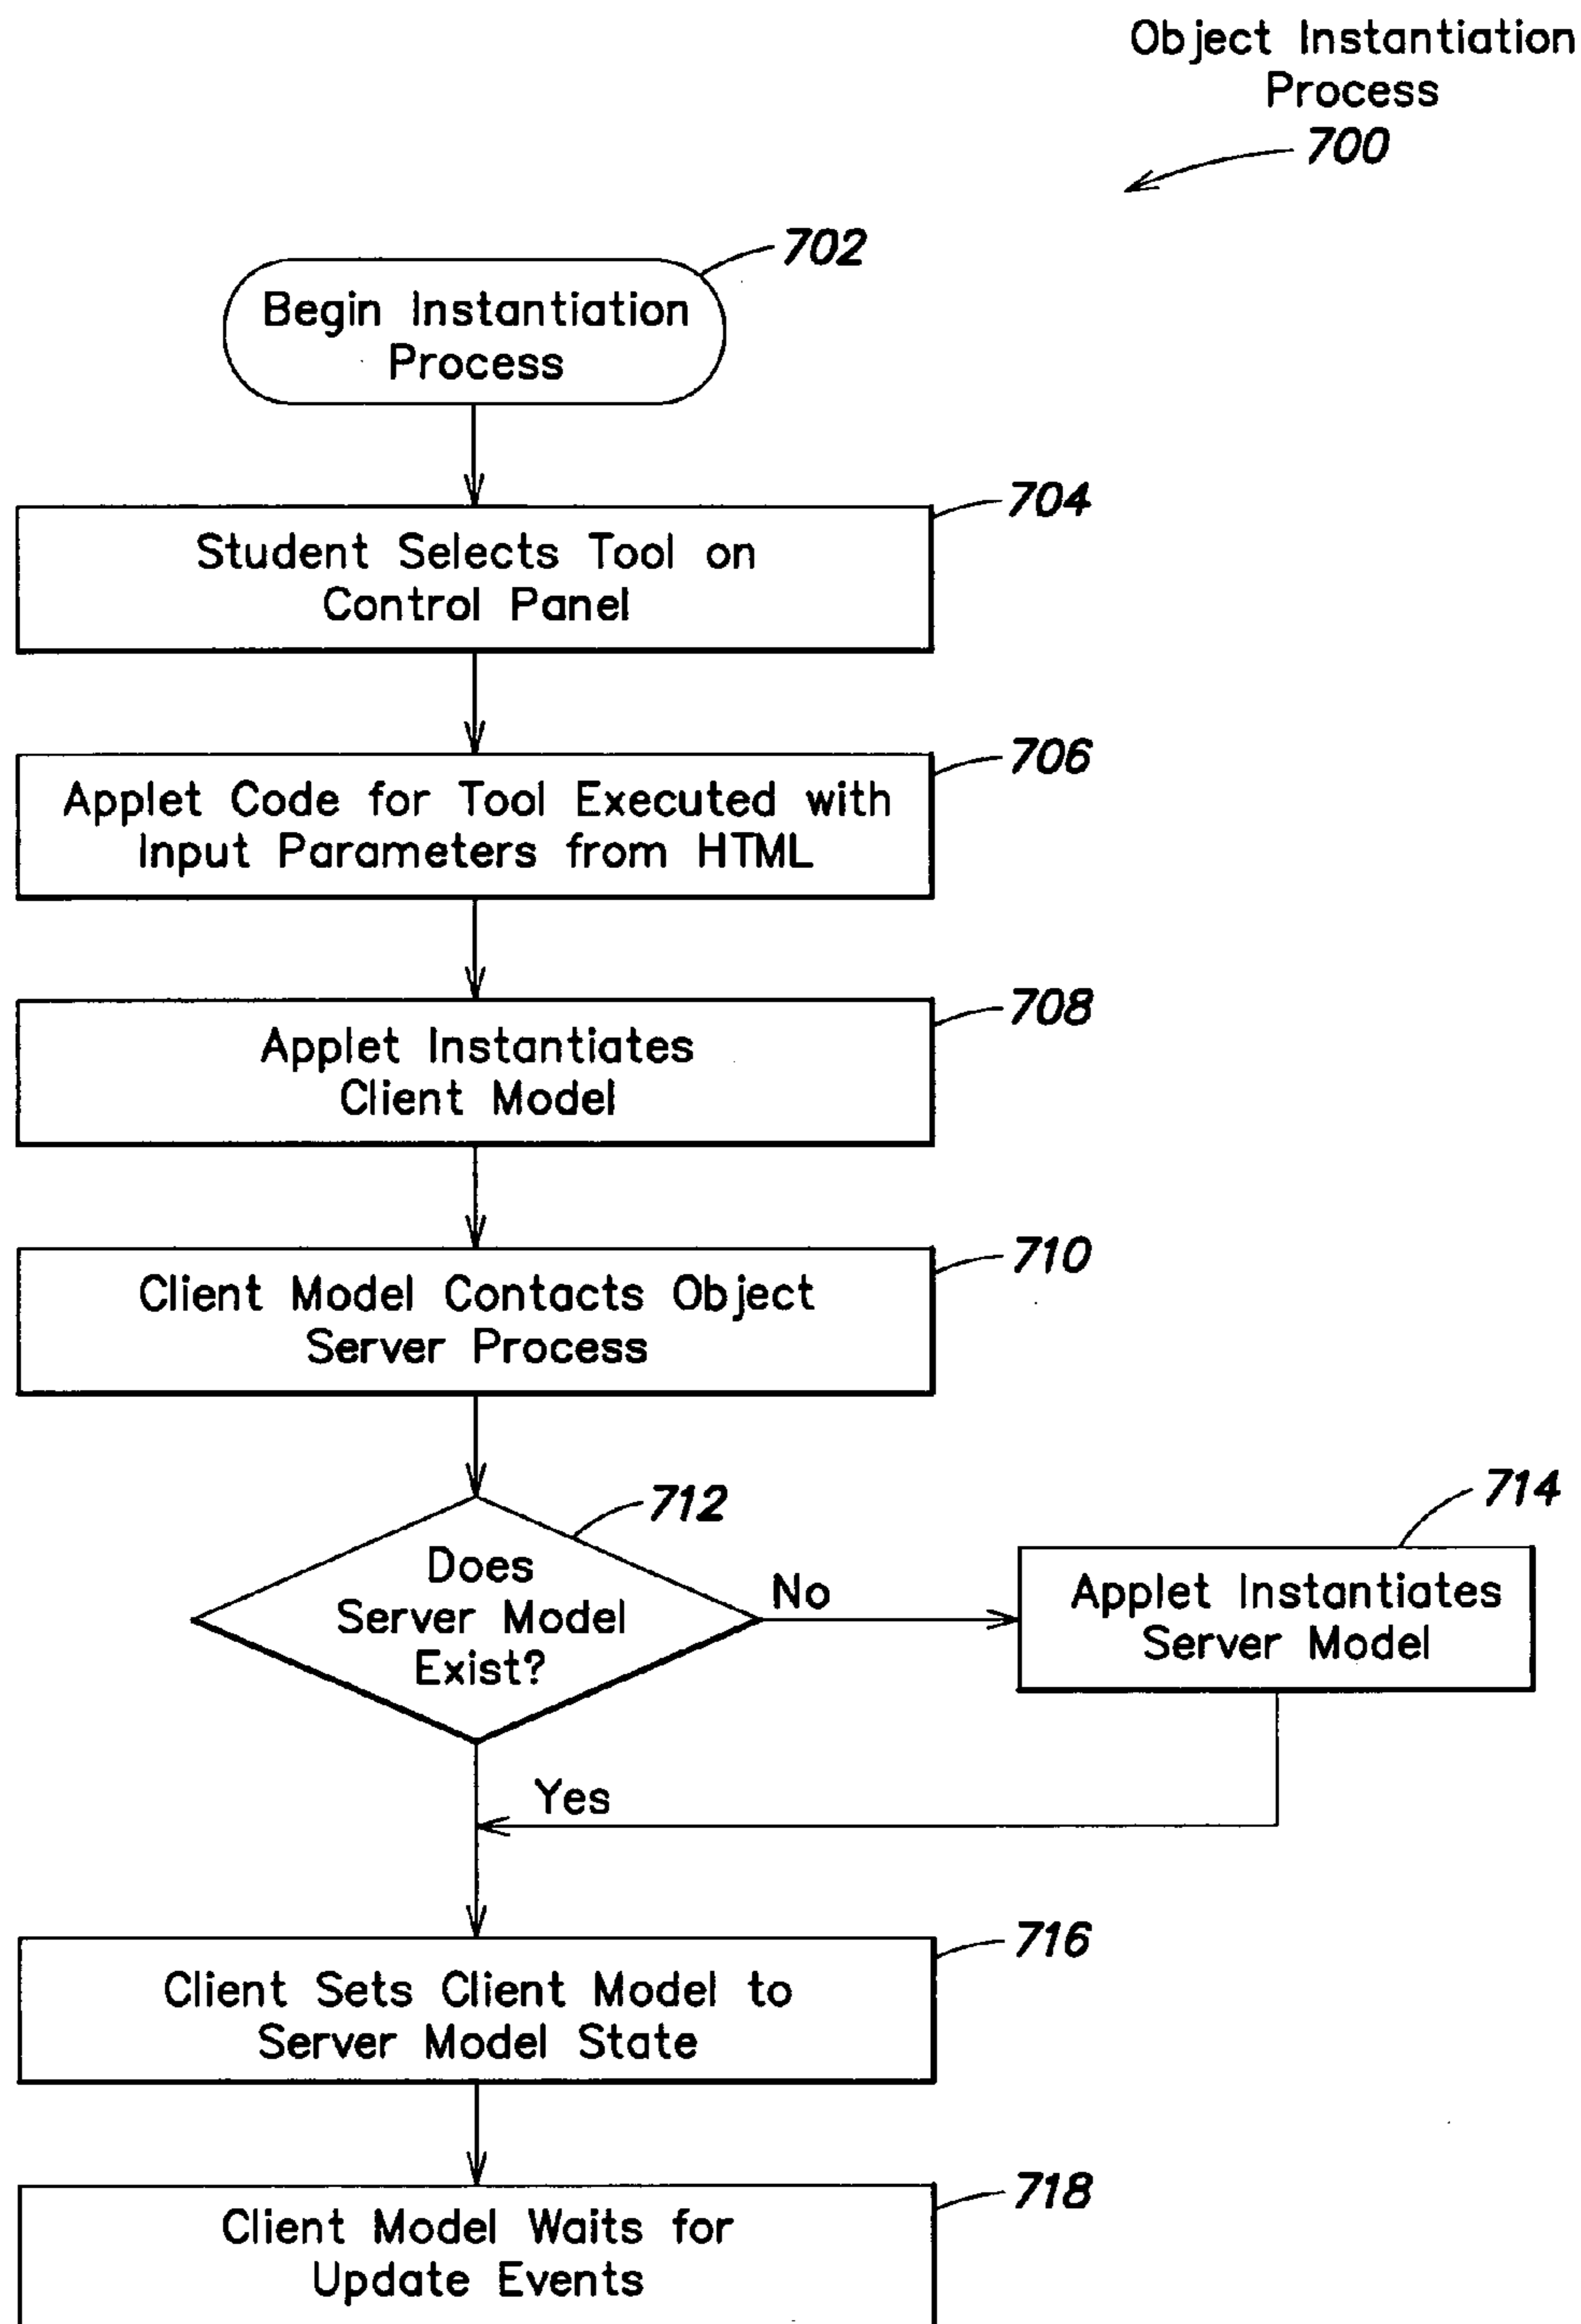 Object Instantiation
Process
700
702
Begin Instantiation
Process
704
Student Selects Tool on
Control Panel
706
Applet Code for Tool Executed with
Input Parameters from HTML
708
Applet Instantiates
Client Model
710
Client Model Contacts Object
Server Process
712
Does
Server Model
Exist?
No
714
Applet Instantiates
Server Model
Yes
716
Client Sets Client Model to
Server Model State
718
Client Model Waits for
Update Events